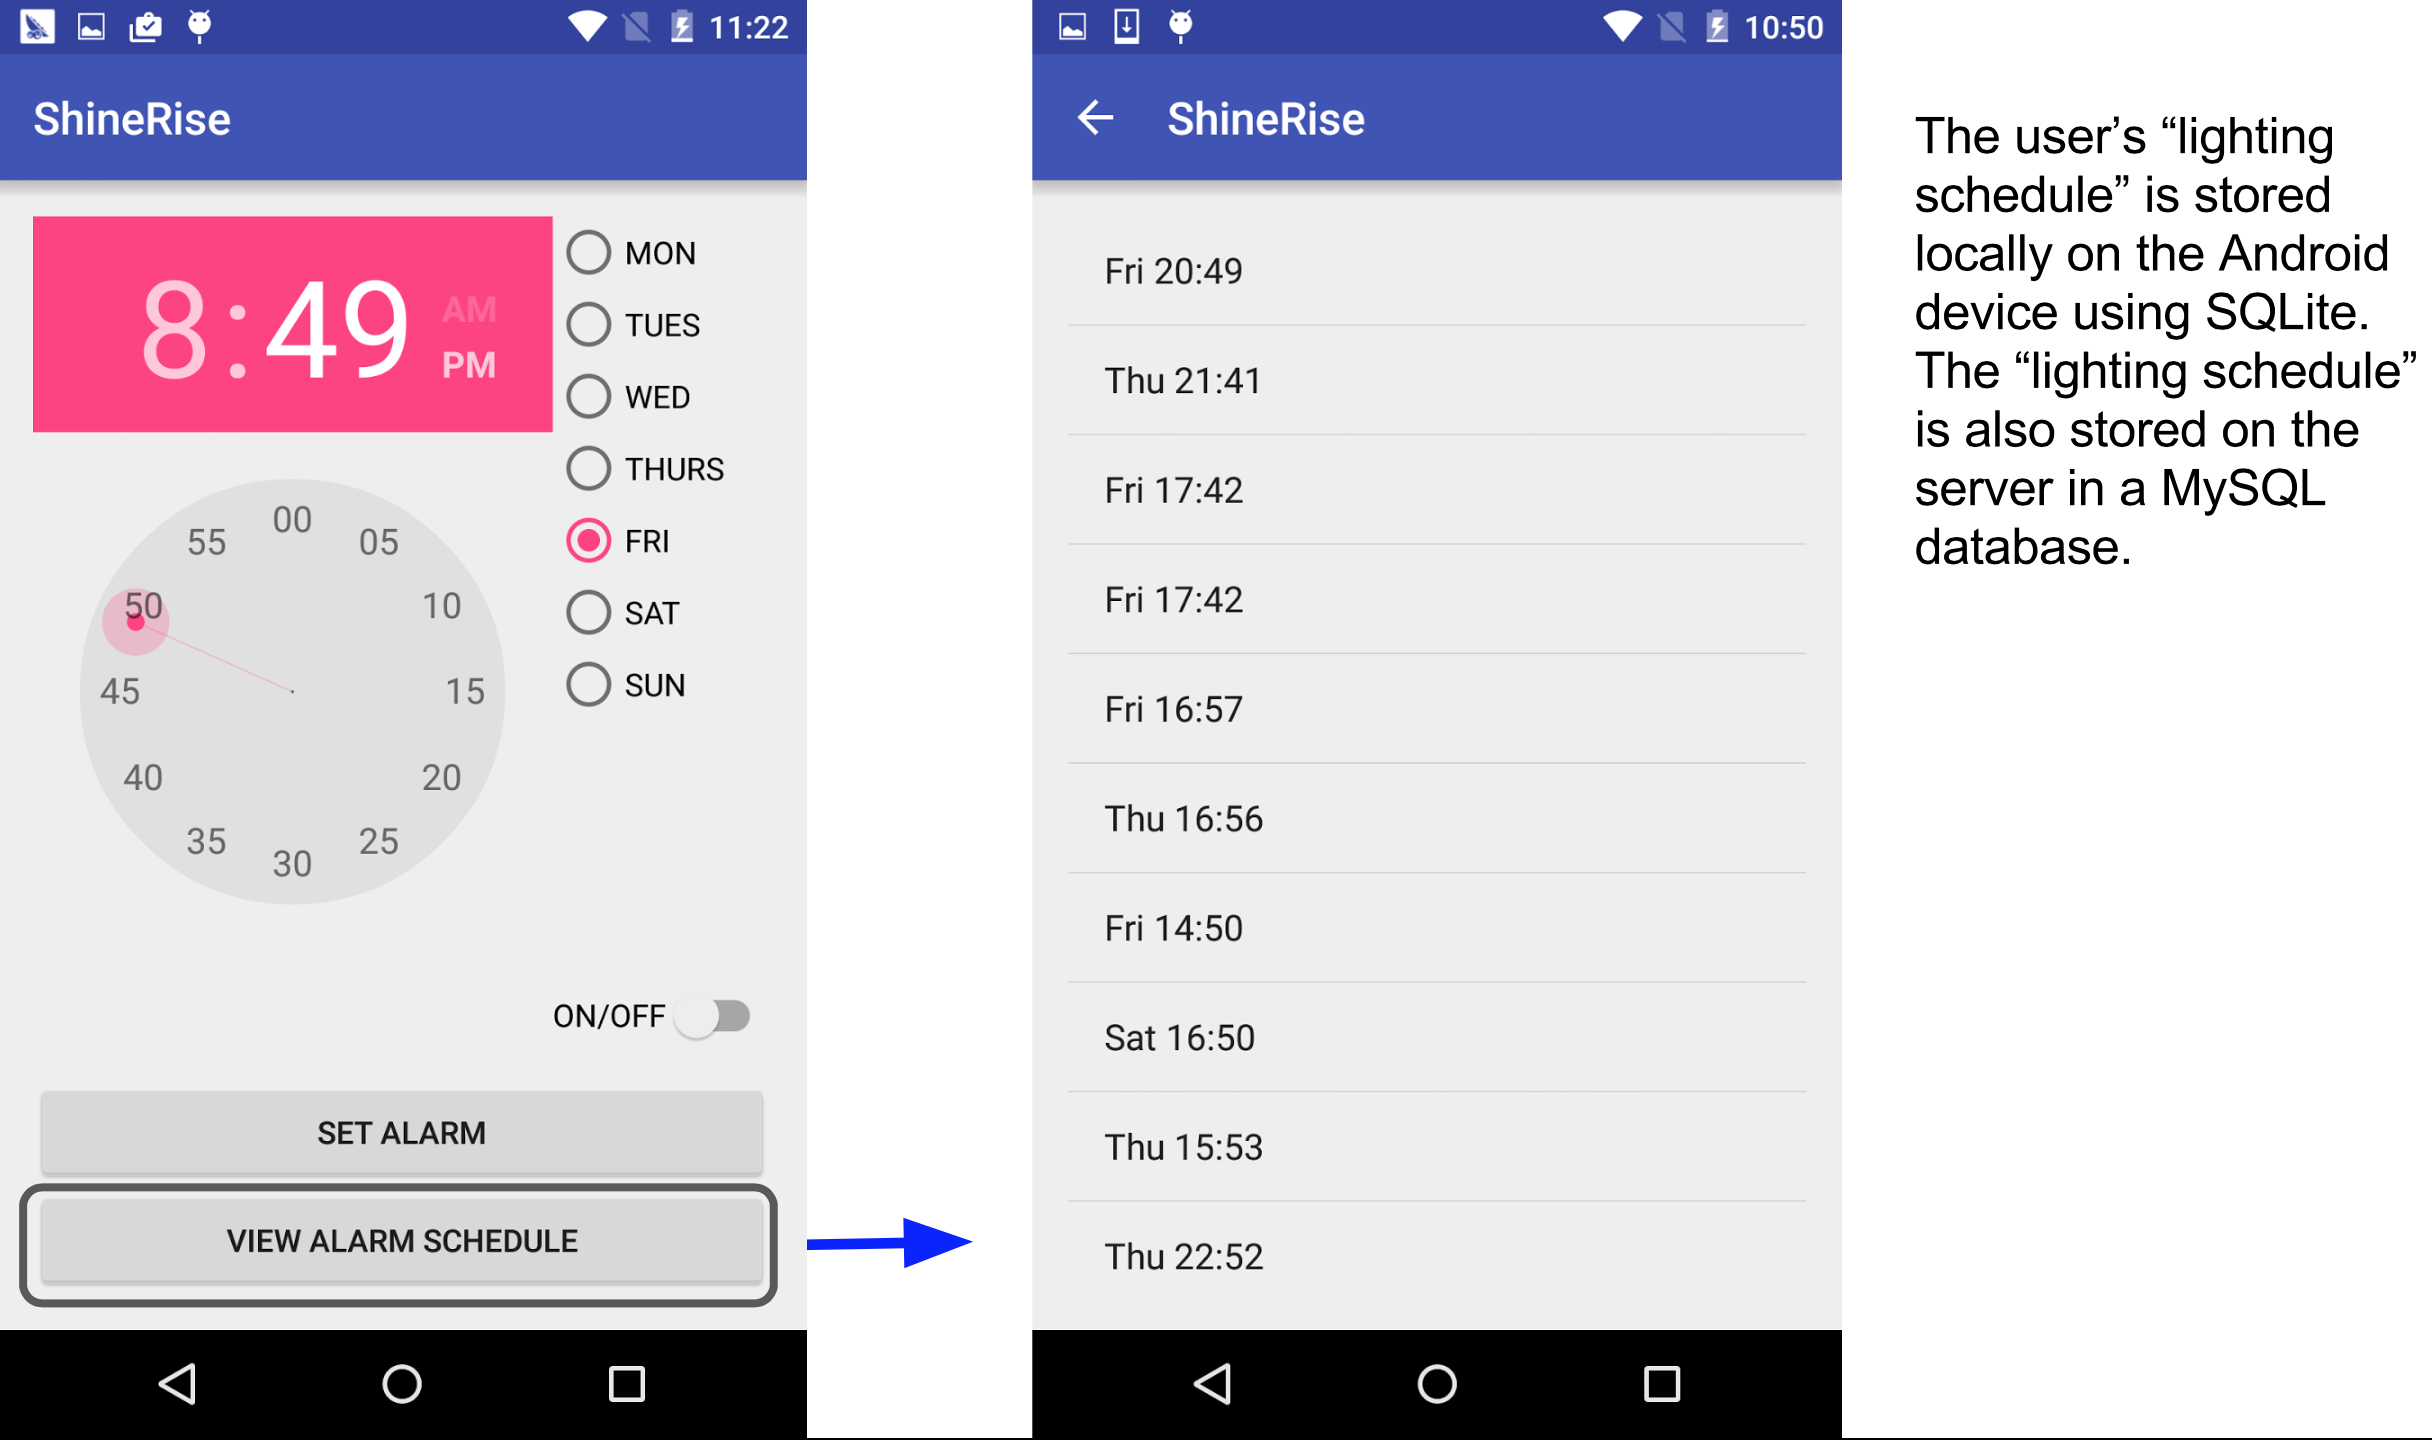 11:22
ShineRise
8:49
AM
PM
MON
TUES
WED
THURS
FRI
SAT
SUN
00
05
10
15
20
25
30
35
40
45
50
55
ON/OFF
SET ALARM
VIEW ALARM SCHEDULE
10:50
ShineRise
Fri 20:49
Thu 21:41
Fri 17:42
Fri 17:42
Fri 16:57
Thu 16:56
Fri 14:50
Sat 16:50
Thu 15:53
Thu 22:52
The user’s “lighting
schedule” is stored
locally on the Android
device using SQLite.
The “lighting schedule”
is also stored on the
server in a MySQL
database.